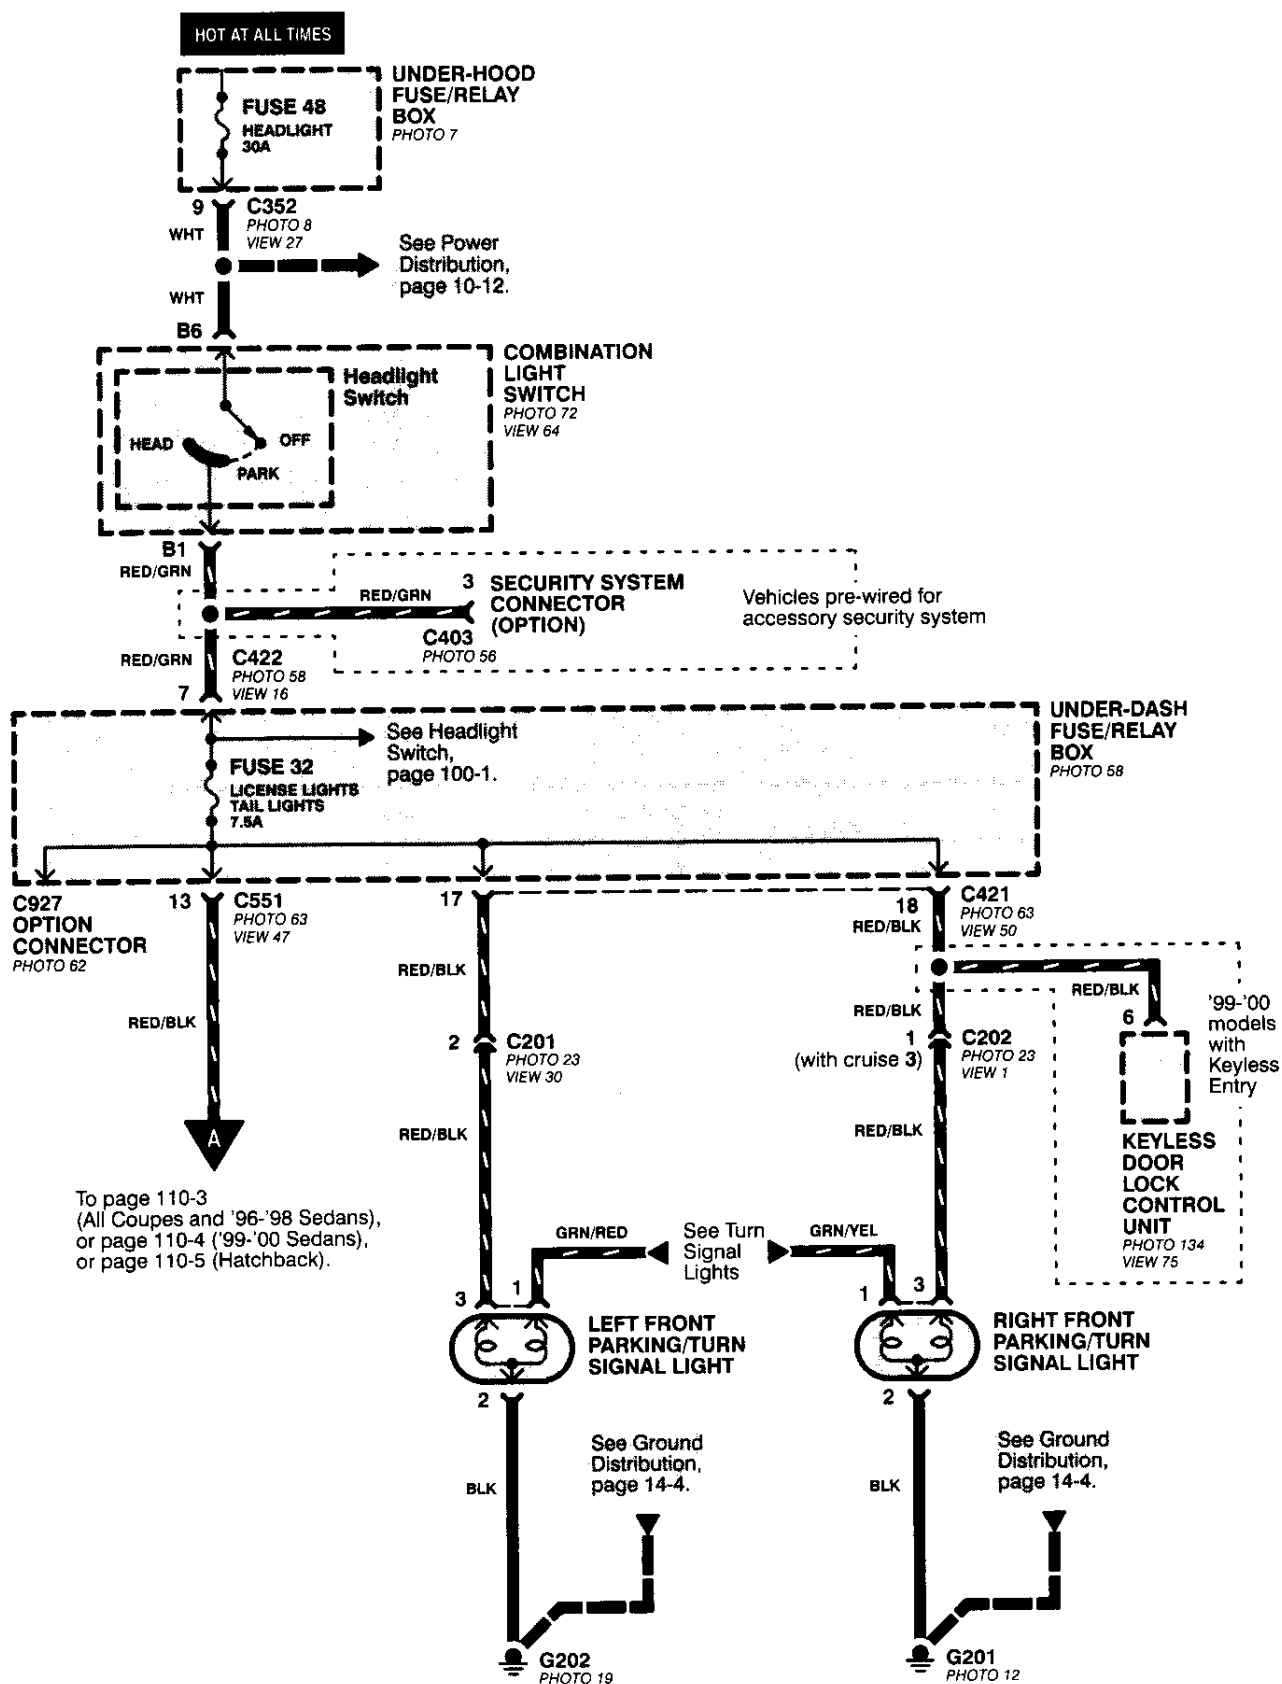 HOT AT ALL TIMES
UNDER-HOOD
FUSE/RELAY
BOX
PHOTO 7
FUSE 48
HEADLIGHT
30A
9
C352
PHOTO 8
VIEW 27
WHT
See Power
Distribution,
page 10-12.
WHT
B6
COMBINATION
LIGHT
SWITCH
PHOTO 72
VIEW 64
Headlight
Switch
HEAD
OFF
PARK
B1
RED/GRN
RED/GRN
3
SECURITY SYSTEM
CONNECTOR
(OPTION)
C403
PHOTO 56
Vehicles pre-wired for
accessory security system
RED/GRN
C422
PHOTO 58
VIEW 16
7
UNDER-DASH
FUSE/RELAY
BOX
PHOTO 58
See Headlight
Switch,
page 100-1.
FUSE 32
LICENSE LIGHTS
TAIL LIGHTS
7.5A
C927
OPTION
CONNECTOR
PHOTO 62
13
C551
PHOTO 63
VIEW 47
17
18
C421
PHOTO 63
VIEW 50
RED/BLK
RED/BLK
RED/BLK
RED/BLK
RED/BLK
6
'99-'00
models
with
Keyless
Entry
2
C201
PHOTO 23
VIEW 30
1
(with cruise 3)
C202
PHOTO 23
VIEW 1
RED/BLK
RED/BLK
A
KEYLESS
DOOR
LOCK
CONTROL
UNIT
PHOTO 134
VIEW 75
To page 110-3
(All Coupes and '96-'98 Sedans),
or page 110-4 ('99-'00 Sedans),
or page 110-5 (Hatchback).
GRN/RED
See Turn
Signal
Lights
GRN/YEL
3
1
1
3
LEFT FRONT
PARKING/TURN
SIGNAL LIGHT
RIGHT FRONT
PARKING/TURN
SIGNAL LIGHT
2
2
See Ground
Distribution,
page 14-4.
See Ground
Distribution,
page 14-4.
BLK
BLK
G202
PHOTO 19
G201
PHOTO 12